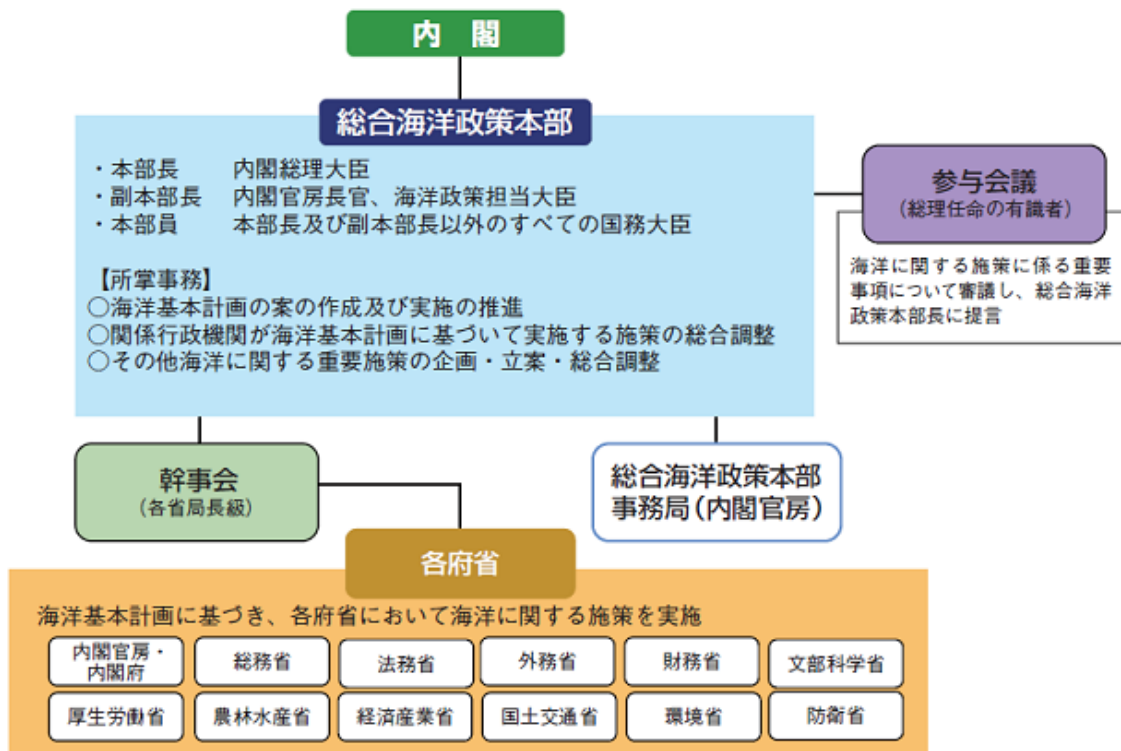 内　閣
総合海洋政策本部
・本部長　　内閣総理大臣
・副本部長　内閣官房長官、海洋政策担当大臣
・本部員　　本部長及び副本部長以外のすべての国務大臣
【所掌事務】
○海洋基本計画の案の作成及び実施の推進
○関係行政機関が海洋基本計画に基づいて実施する施策の総合調整
○その他海洋に関する重要施策の企画・立案・総合調整
参与会議
（総理任命の有識者）
海洋に関する施策に係る重要
事項について審議し、総合海洋
政策本部長に提言
幹事会
（各省局長級）
総合海洋政策本部
事務局（内閣官房）
各府省
海洋基本計画に基づき、各府省において海洋に関する施策を実施
内閣官房・
内閣府
総務省
法務省
外務省
財務省
文部科学省
厚生労働省
農林水産省
経済産業省
国土交通省
環境省
防衛省